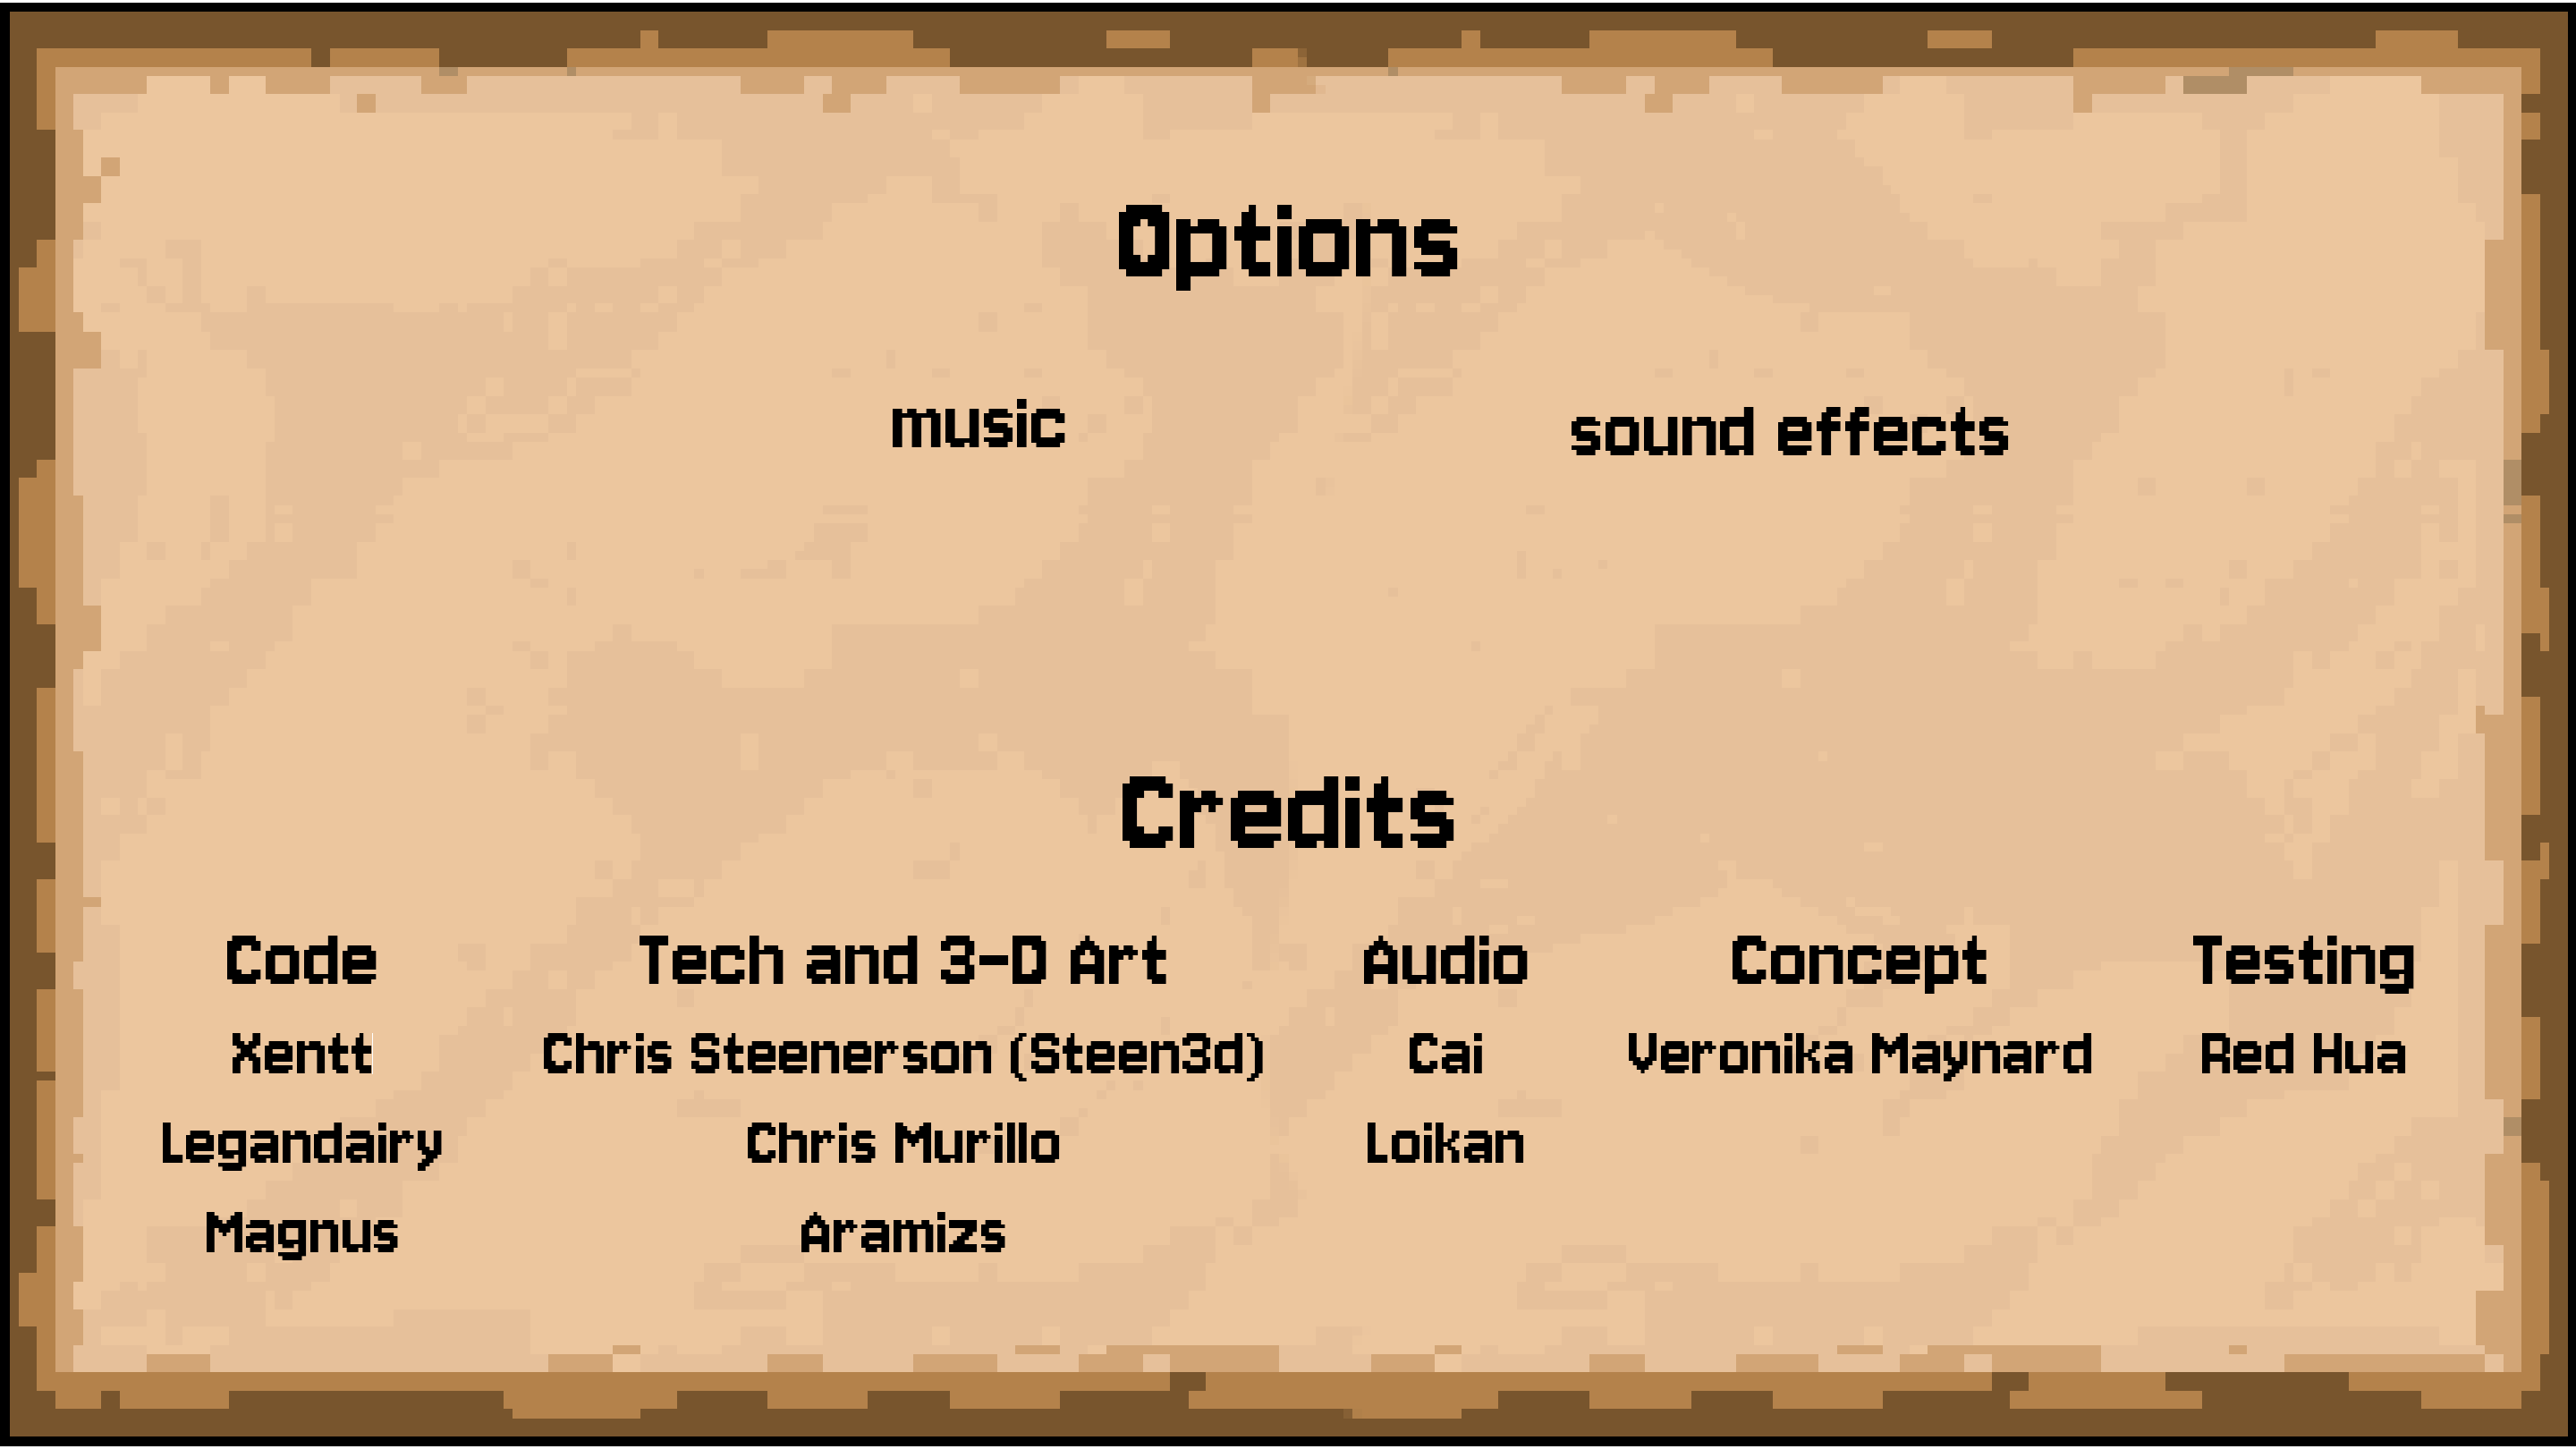 Options
music
sound effects
Credits
Code
Tech and 3-D Art
Audio
Concept
Testing
Xentt
Chris Steenerson (Steen3d)
Cai
Veronika Maynard
Red Hua
Legandairy
Chris Murillo
Loikan
Magnus
Aramizs